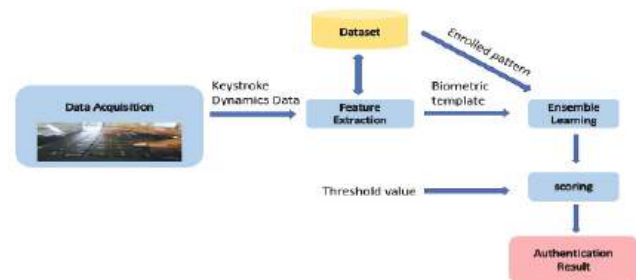 Dataset
Enrolled pattern
Data Acquisition
Keystroke
Dynamics Data
Feature
Extraction
Biometric
template
Ensemble
Learning
Threshold value
scoring
Authentication
Result